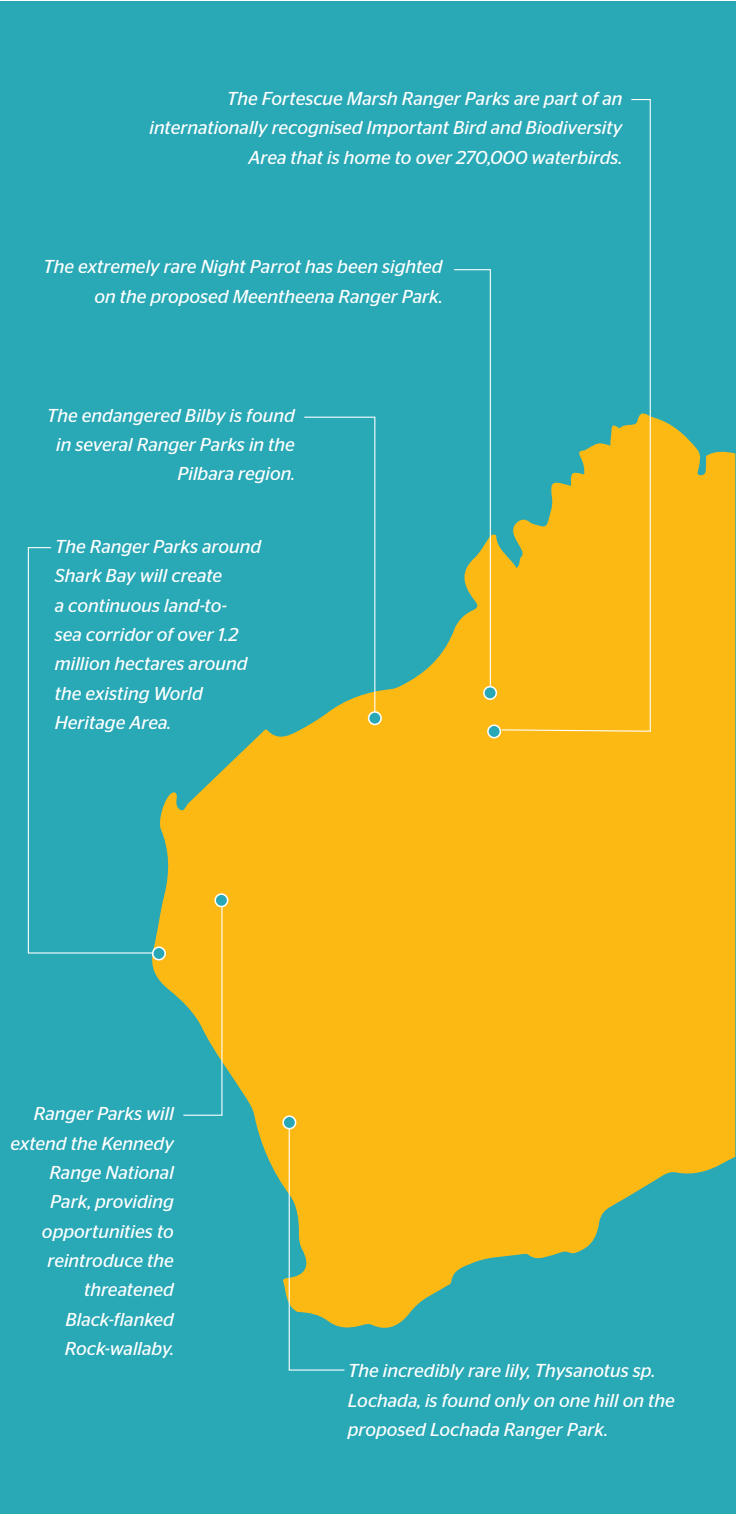 The Fortescue Marsh Ranger Parks are part of an
internationally recognised Important Bird and Biodiversity
Area that is home to over 270,000 waterbirds.
The extremely rare Night Parrot has been sighted
on the proposed Meentheena Ranger Park.
The endangered Bilby is found
in several Ranger Parks in the
Pilbara region.
The Ranger Parks around
Shark Bay will create
a continuous land-to-
sea corridor of over 1.2
million hectares around
the existing World
Heritage Area.
Ranger Parks will
extend the Kennedy
Range National
Park, providing
opportunities to
reintroduce the
threatened
Black-flanked
Rock-wallaby.
The incredibly rare lily, Thysanotus sp.
Lochada, is found only on one hill on the
proposed Lochada Ranger Park.